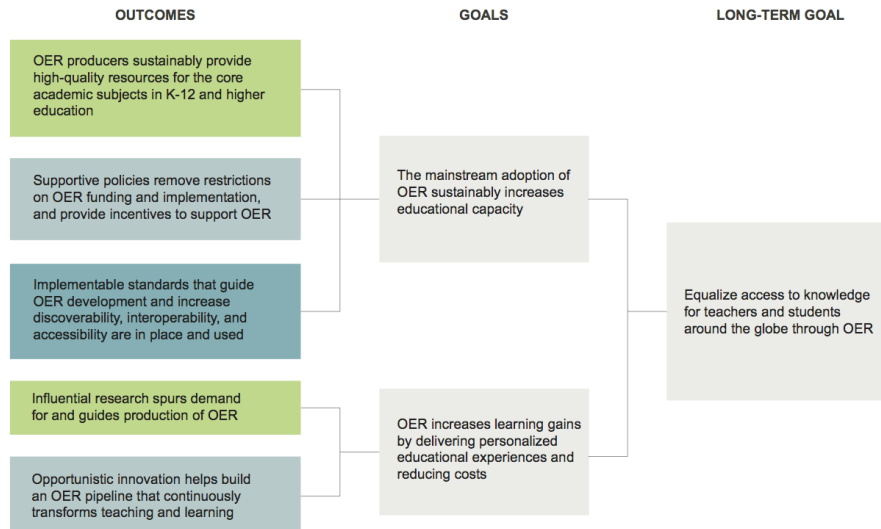 OUTCOMES
GOALS
LONG-TERM GOAL
OER producers sustainably provide
high-quality resources for the core
academic subjects in K-12 and higher
education
Supportive policies remove restrictions
on OER funding and implementation,
and provide incentives to support OER
Implementable standards that guide
OER development and increase
discoverability, interoperability, and
accessibility are in place and used
Influential research spurs demand
for and guides production of OER
Opportunistic innovation helps build
an OER pipeline that continuously
transforms teaching and learning
The mainstream adoption of
OER sustainably increases
educational capacity
OER increases learning gains
by delivering personalized
educational experiences and
reducing costs
Equalize access to knowledge
for teachers and students
around the globe through OER